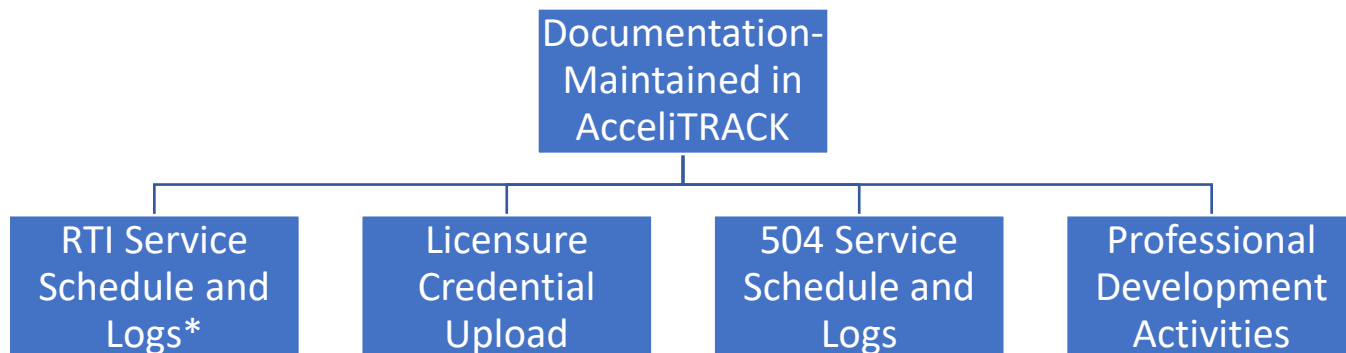 Documentation-
Maintained in
AcceliTRACK
RTI Service
Schedule and
Logs*
Licensure
Credential
Upload
504 Service
Schedule and
Logs
Professional
Development
Activities